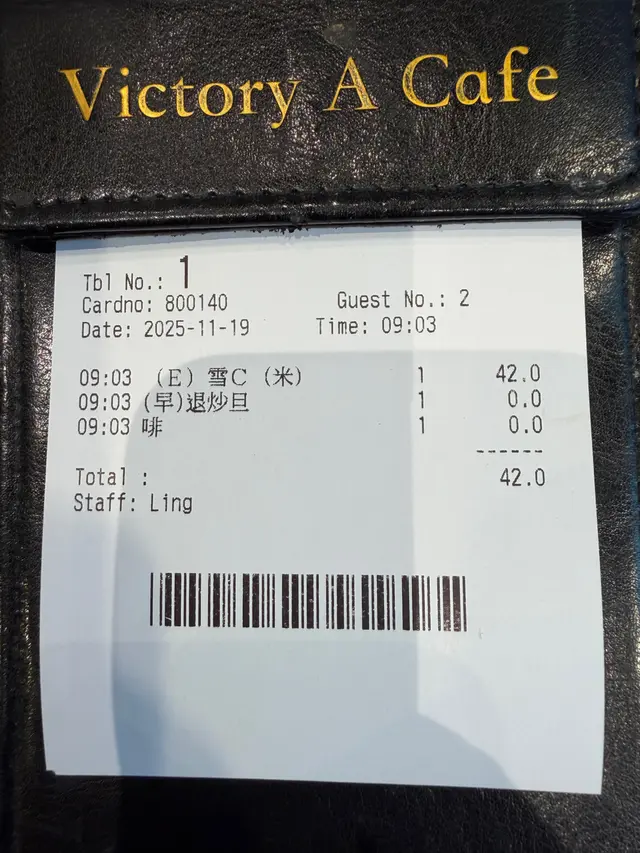 Victory A Cafe
Tbl No.: 1
Cardno: 800140 Guest No.: 2
Date: 2025-11-19 Time: 09:03
09:03 (E) 雪C (米) 1 42.0
09:03 (早)退炒旦 1 0.0
09:03 啡 1 0.0
------
Total : 42.0
Staff: Ling